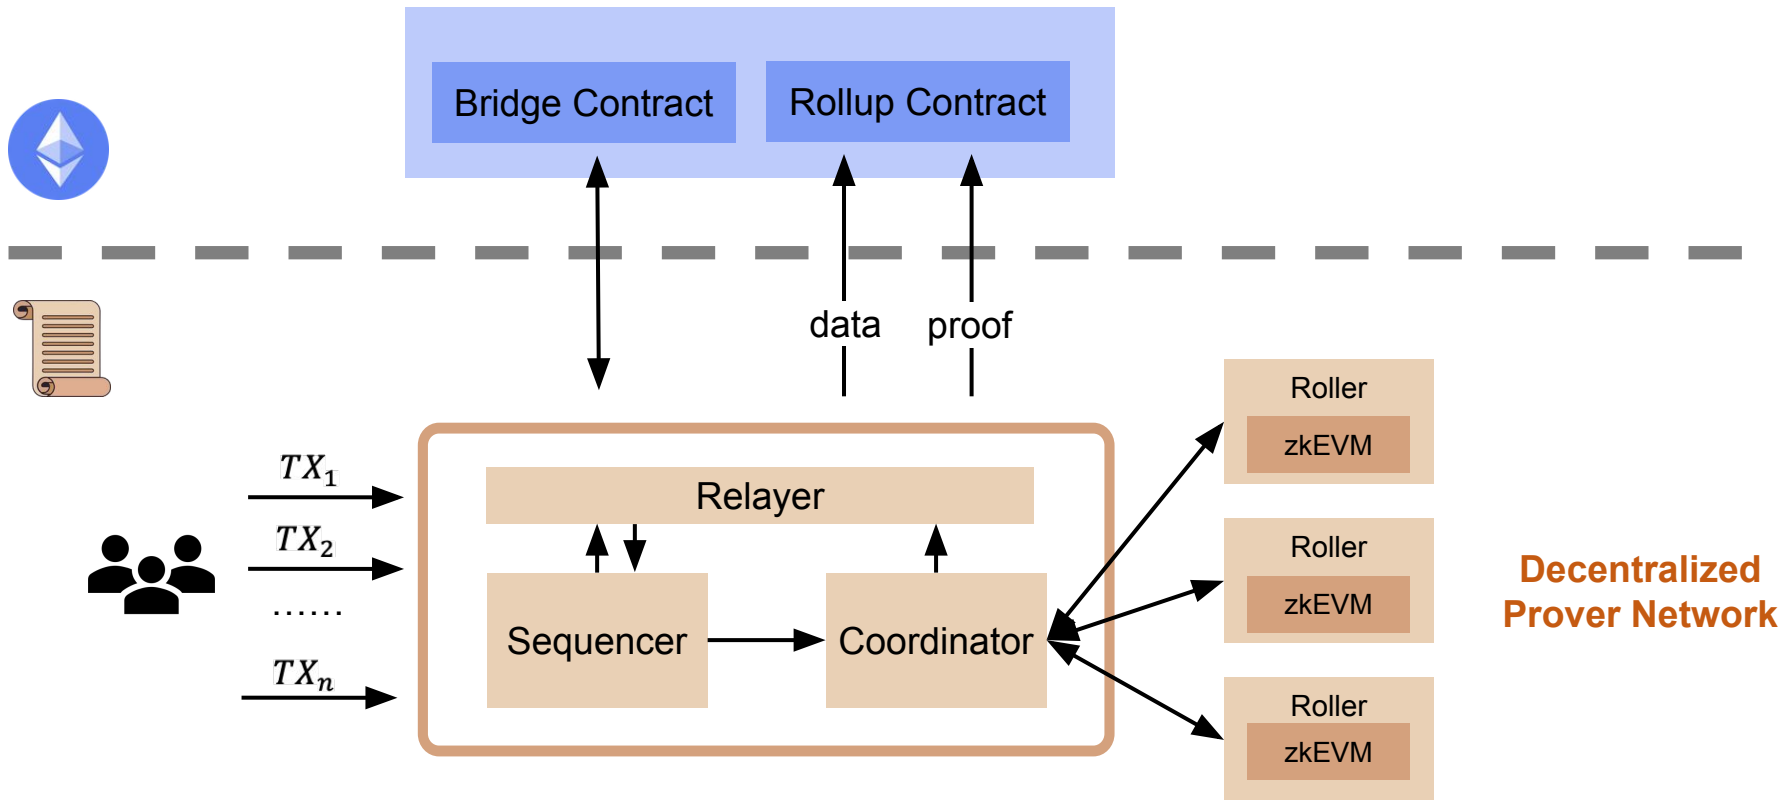 Bridge Contract
Rollup Contract
data
proof
TX₁
TX₂
......
TXₙ
Relayer
Sequencer
Coordinator
Roller
zkEVM
Roller
zkEVM
Roller
zkEVM
Decentralized
Prover Network